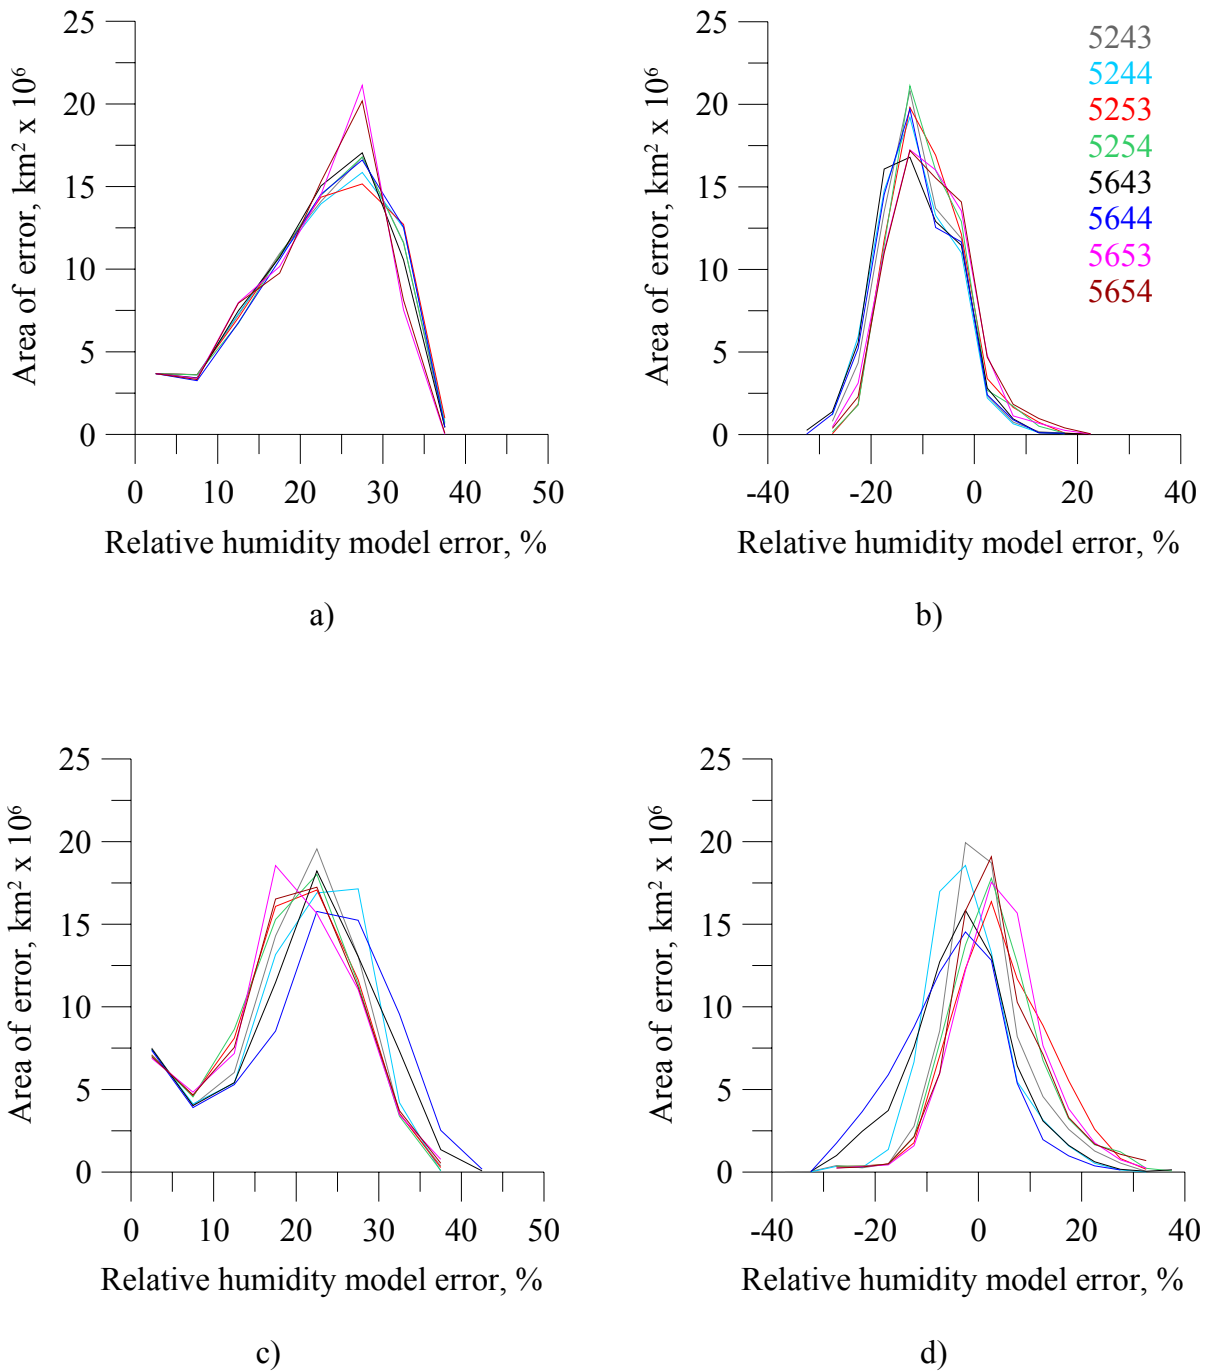 25
20
15
10
5
0
Area of error, km² x 10⁶
0 10 20 30 40 50
Relative humidity model error, %
a)
25
20
15
10
5
0
Area of error, km² x 10⁶
-40 -20 0 20 40
Relative humidity model error, %
5243
5244
5253
5254
5643
5644
5653
5654
b)
25
20
15
10
5
0
Area of error, km² x 10⁶
0 10 20 30 40 50
Relative humidity model error, %
c)
25
20
15
10
5
0
Area of error, km² x 10⁶
-40 -20 0 20 40
Relative humidity model error, %
d)